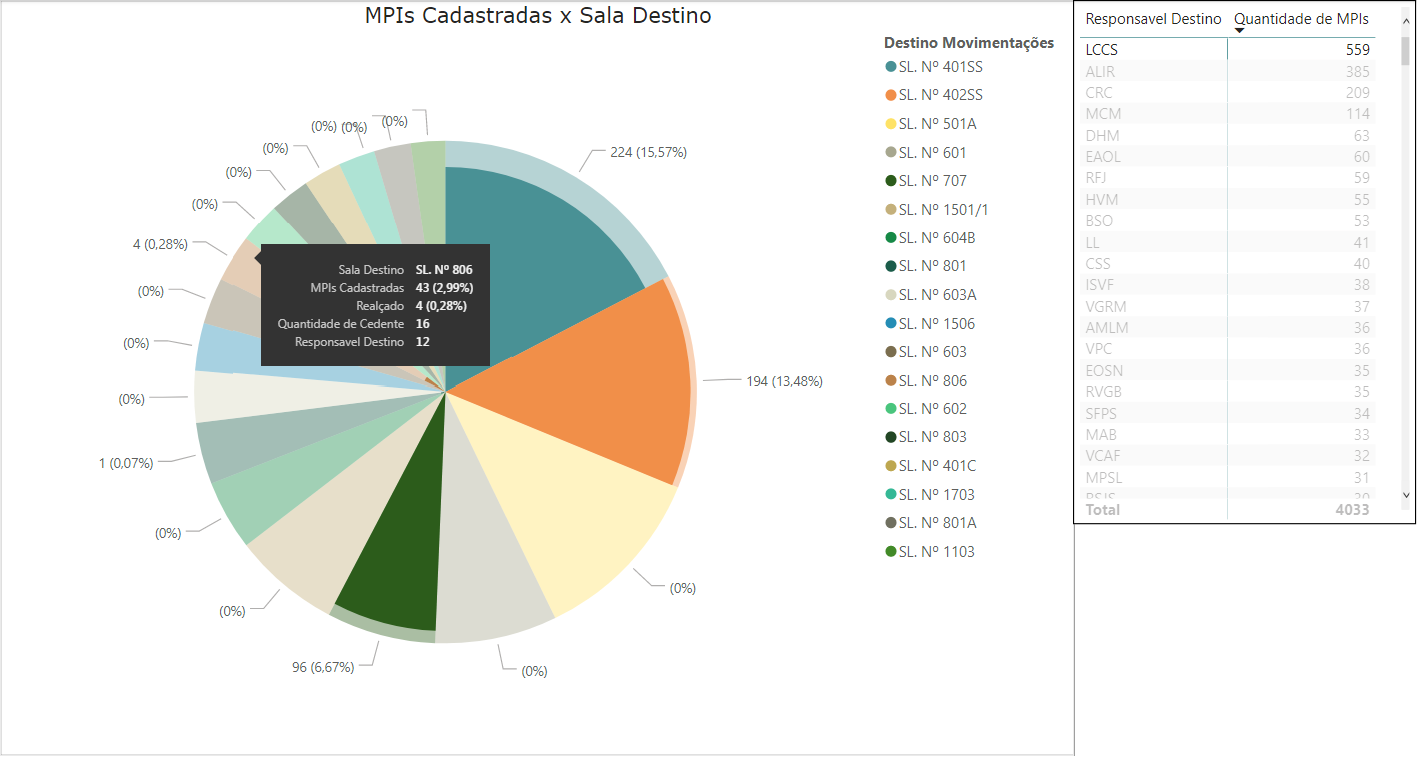 MPIs Cadastradas x Sala Destino
Destino Movimentações
SL. Nº 401SS
SL. Nº 402SS
SL. Nº 501A
SL. Nº 601
SL. Nº 707
SL. Nº 1501/1
SL. Nº 604B
SL. Nº 801
SL. Nº 603A
SL. Nº 1506
SL. Nº 603
SL. Nº 806
SL. Nº 602
SL. Nº 803
SL. Nº 401C
SL. Nº 1703
SL. Nº 801A
SL. Nº 1103
224 (15,57%)
194 (13,48%)
(0%)
(0%)
96 (6,67%)
(0%)
(0%)
1 (0,07%)
(0%)
(0%)
(0%)
4 (0,28%)
(0%)
(0%)
(0%)
(0%)
(0%)
(0%)
Sala Destino SL. Nº 806
MPIs Cadastradas 43 (2,99%)
Realçado 4 (0,28%)
Quantidade de Cedente 16
Responsavel Destino 12
Responsavel Destino Quantidade de MPIs
LCCS 559
ALIR 385
CRC 209
MCM 114
DHM 63
EAOL 60
RFJ 59
HVM 55
BSO 53
LL 41
CSS 40
ISVF 38
VGRM 37
AMLM 36
VPC 36
EOSN 35
RVGB 35
SFPS 34
MAB 33
VCAF 32
MPSL 31
Total 4033